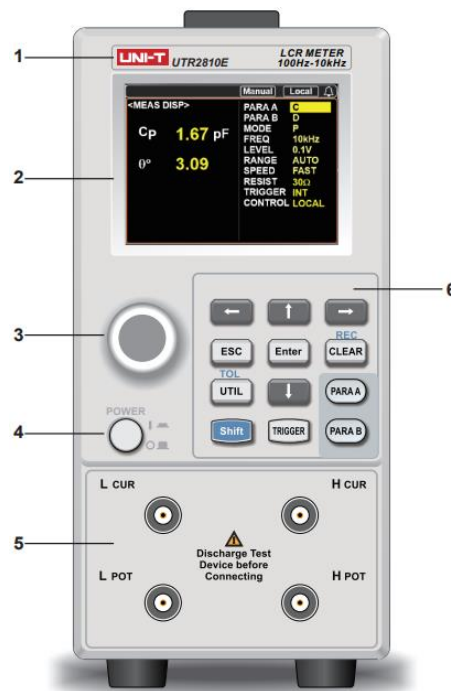 1
UNI-T UTR2810E
LCR METER
100Hz-10kHz
Manual Local
<MEAS DISP>
Cp 1.67 pF
θ° 3.09
PARA A C
PARA B D
MODE P
FREQ 10kHz
LEVEL 0.1V
RANGE AUTO
SPEED FAST
RESIST 30Ω
TRIGGER INT
CONTROL LOCAL
2
6
3
← ↑ →
REC
ESC Enter CLEAR
TOL
UTIL ↓ PARA A
POWER
4
Shift TRIGGER PARA B
L CUR H CUR
5
Discharge Test
Device before
Connecting
L POT H POT